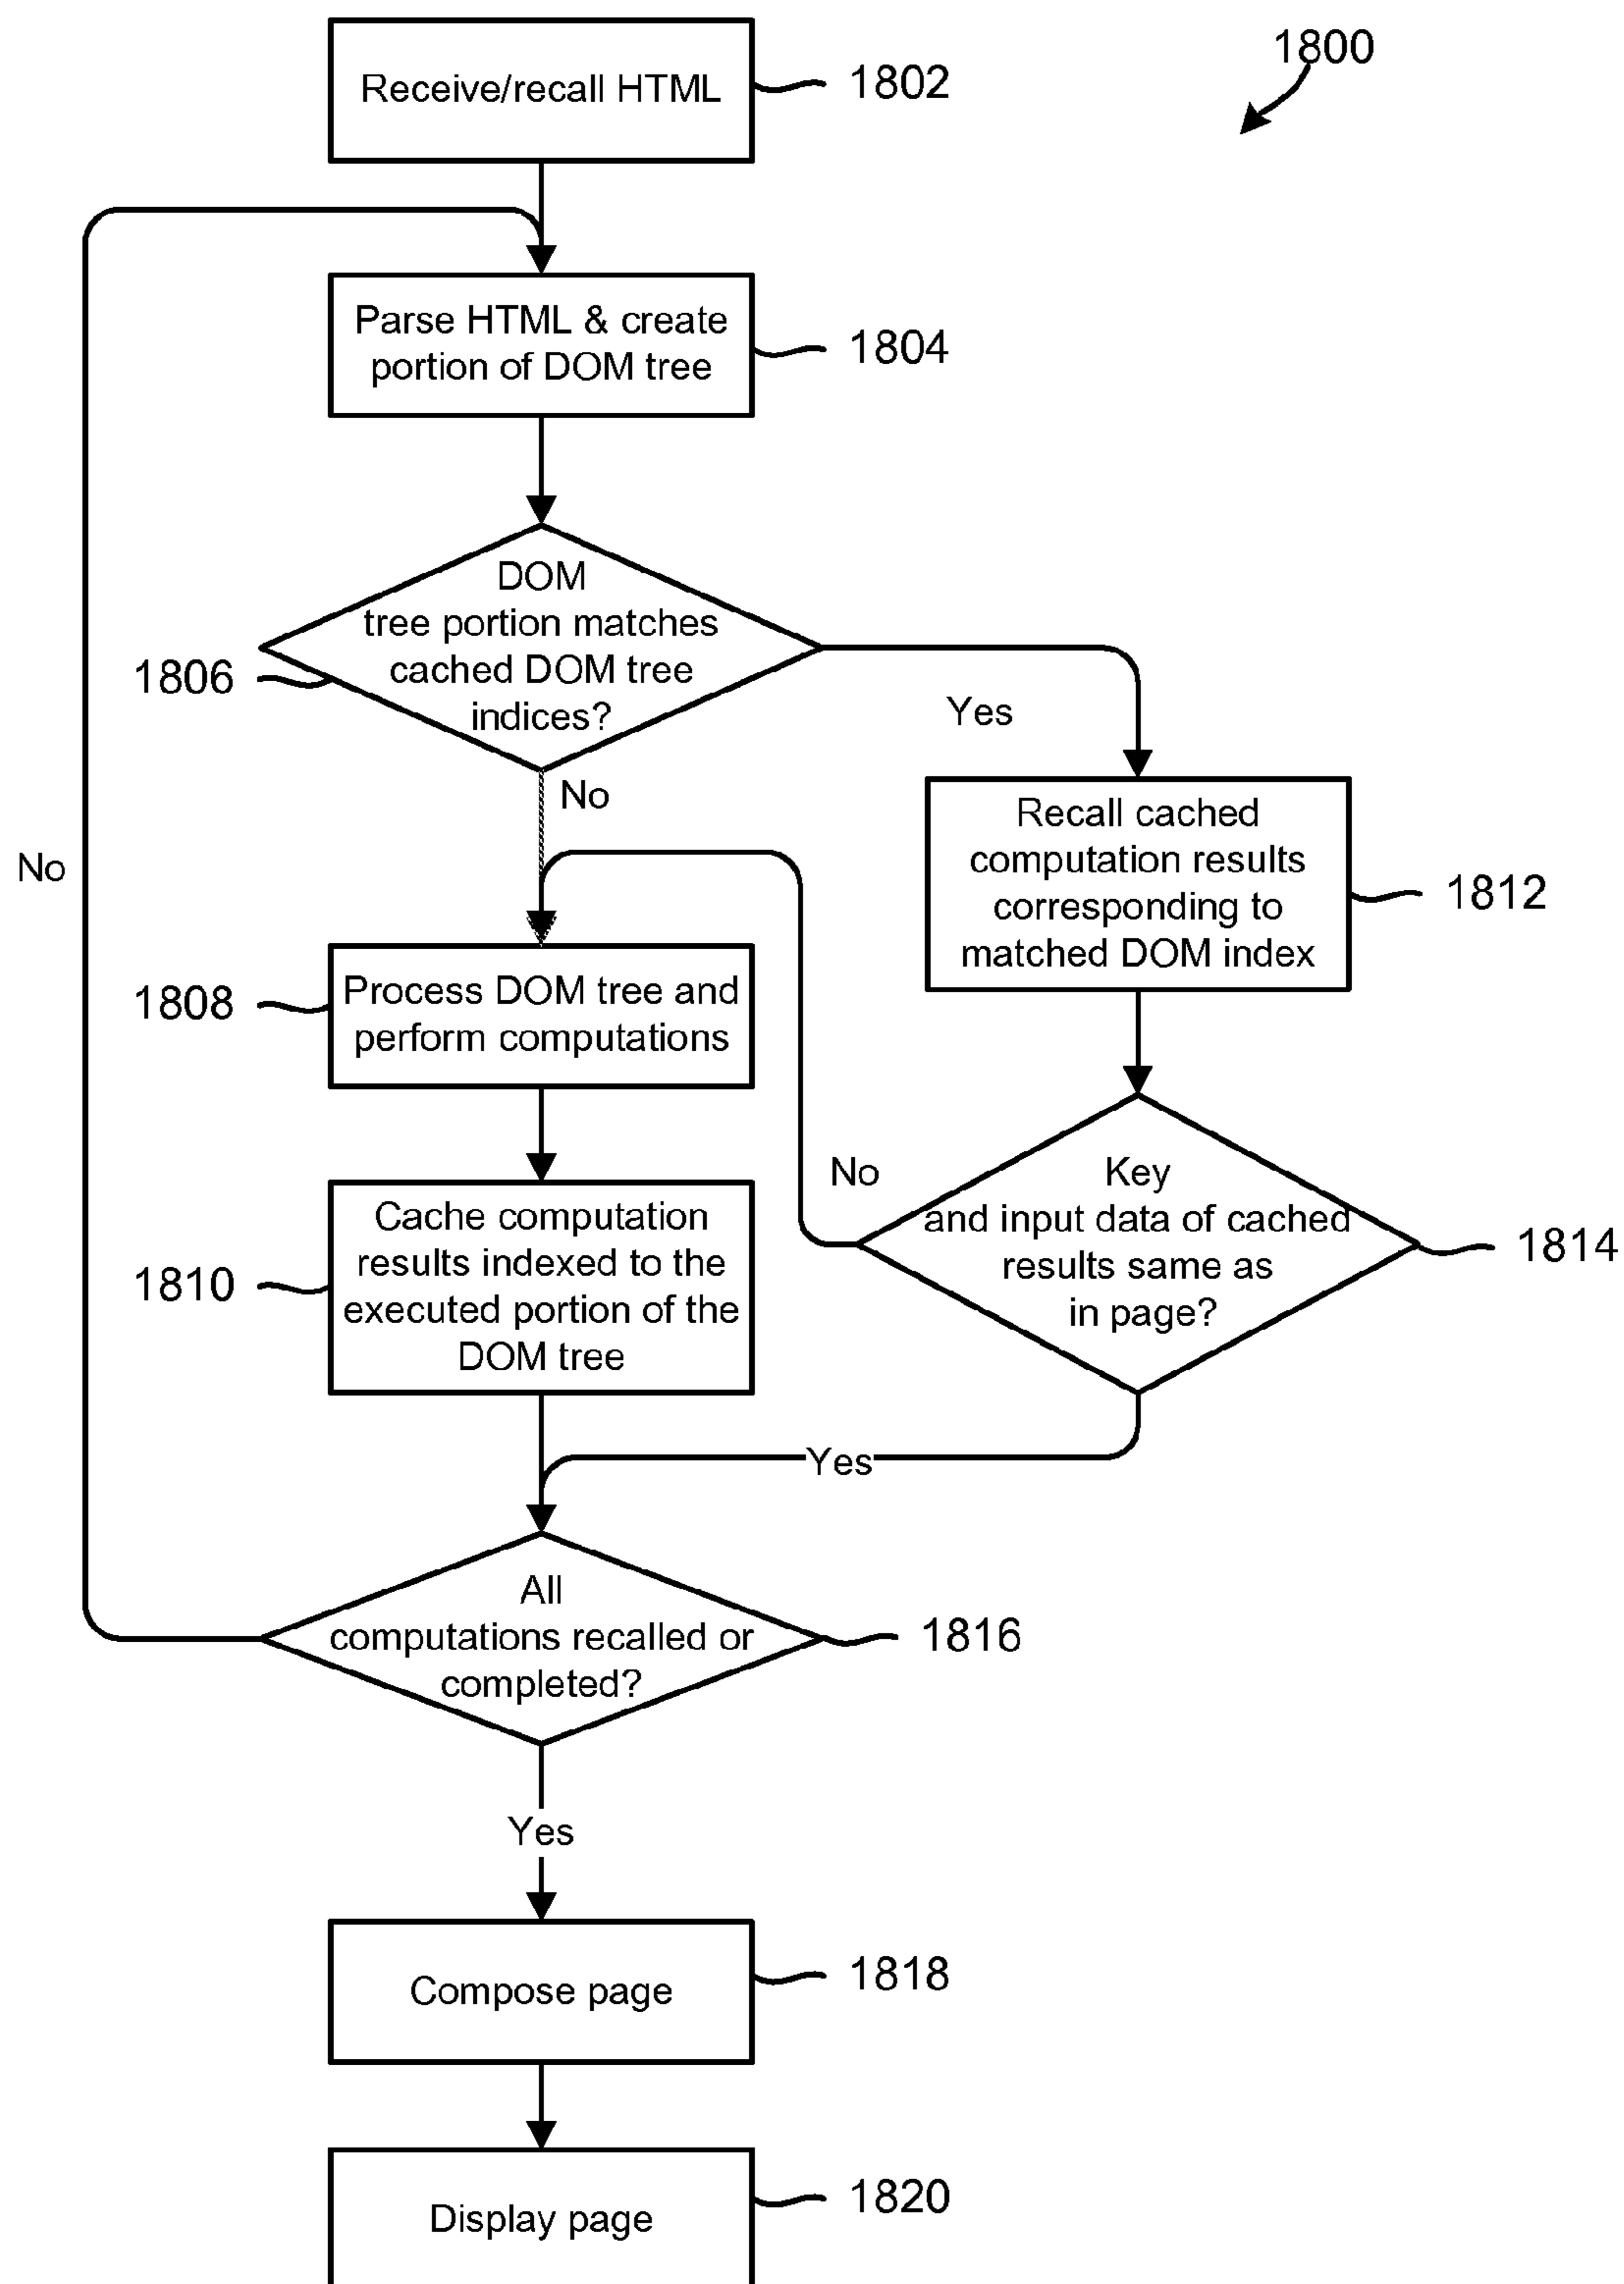 1800
Receive/recall HTML
1802
Parse HTML & create
portion of DOM tree
1804
DOM
tree portion matches
cached DOM tree
indices?
1806
Yes
No
No
Recall cached
computation results
corresponding to
matched DOM index
1812
Process DOM tree and
perform computations
1808
Key
and input data of cached
results same as
in page?
No
1814
Cache computation
results indexed to the
executed portion of the
DOM tree
1810
Yes
All
computations recalled or
completed?
1816
Yes
Compose page
1818
Display page
1820